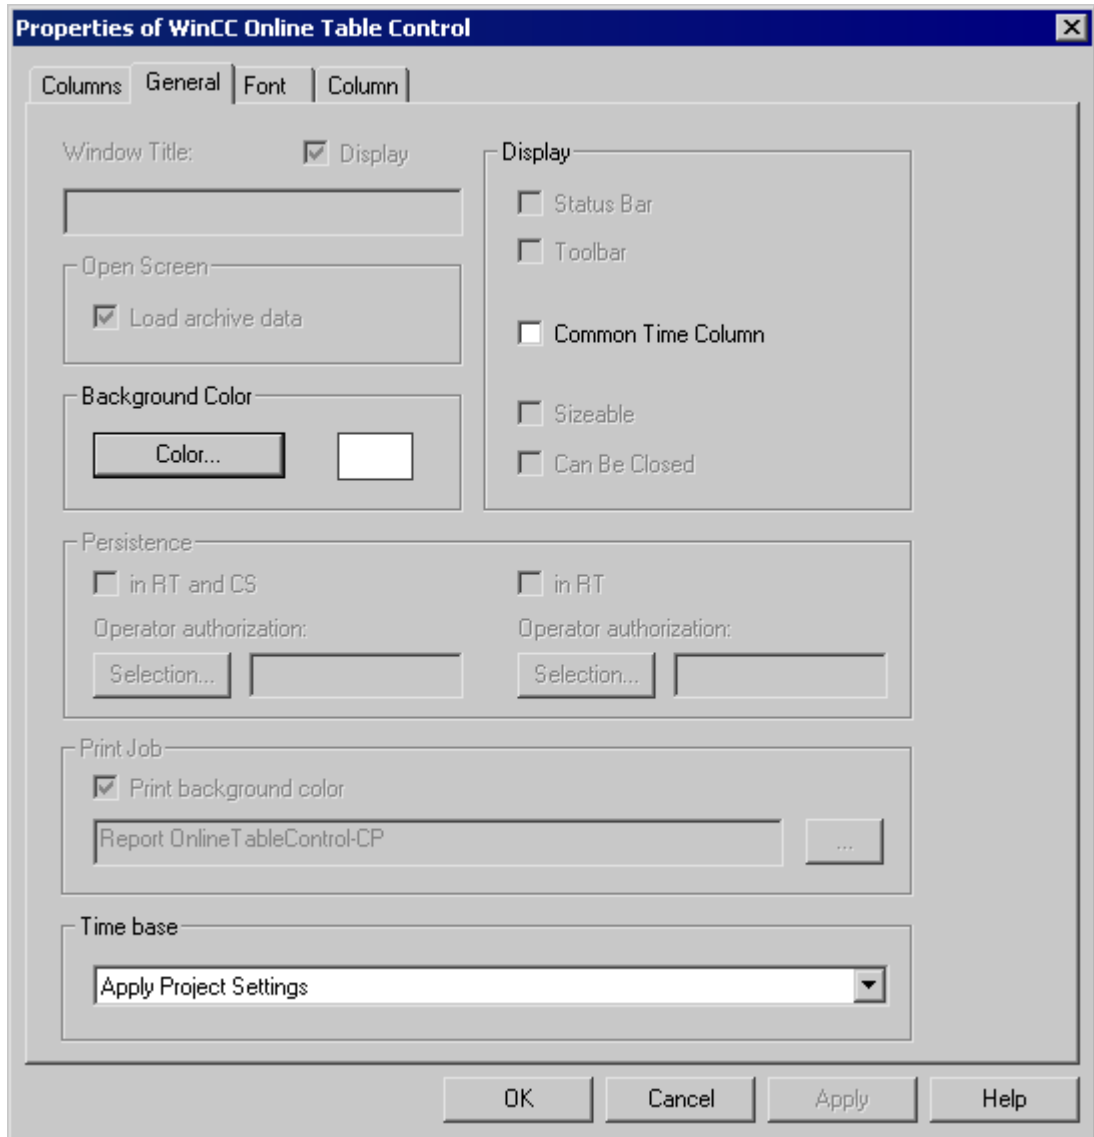 Properties of WinCC Online Table Control
Columns General Font Column
Window Title: Display
Open Screen
Load archive data
Background Color
Color...
Display
Status Bar
Toolbar
Common Time Column
Sizeable
Can Be Closed
Persistence
in RT and CS in RT
Operator authorization: Operator authorization:
Selection... Selection...
Print Job
Print background color
Report OnlineTableControl-CP ...
Time base
Apply Project Settings
OK Cancel Apply Help